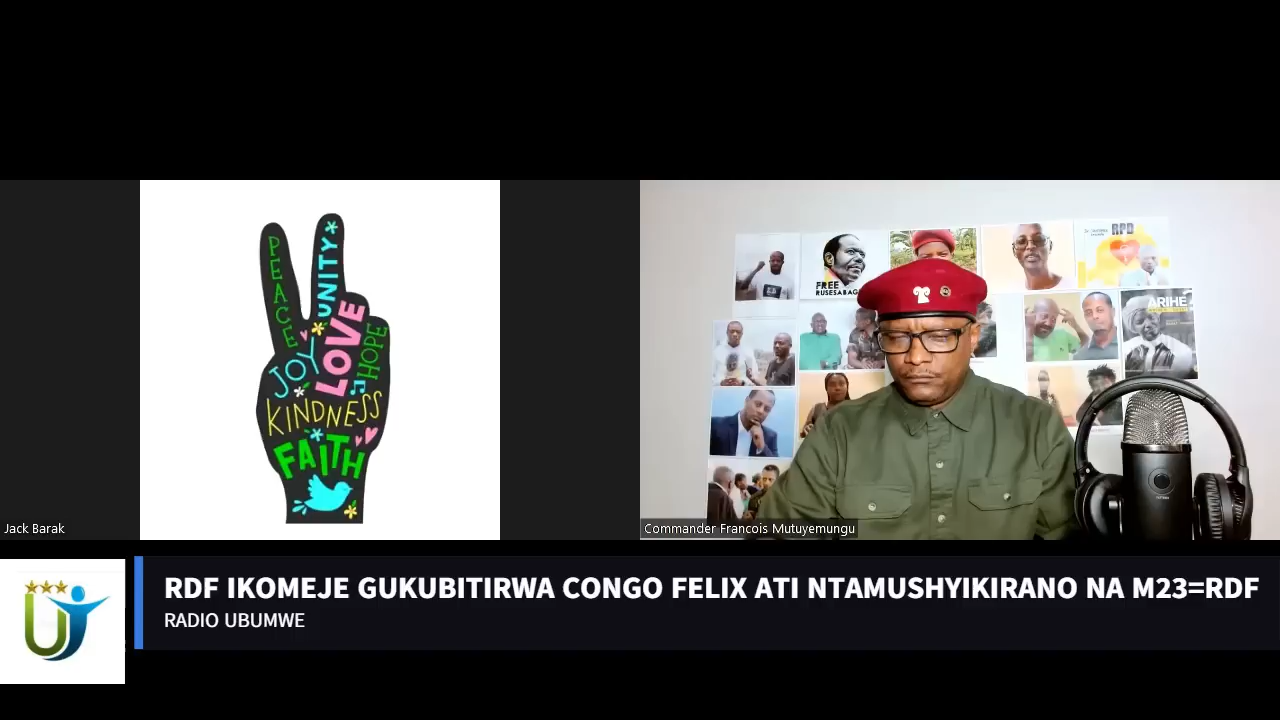 PEACE
UNITY
LOVE
JOY
HOPE
KINDNESS
FAITH
FREE
RPD
ARIHE
Jack Barak
Commander Francois Mutuyemungu
U
RDF IKOMEJE GUKUBITIRWA CONGO FELIX ATI NTAMUSHYIKIRANO NA M23=RDF
RADIO UBUMWE